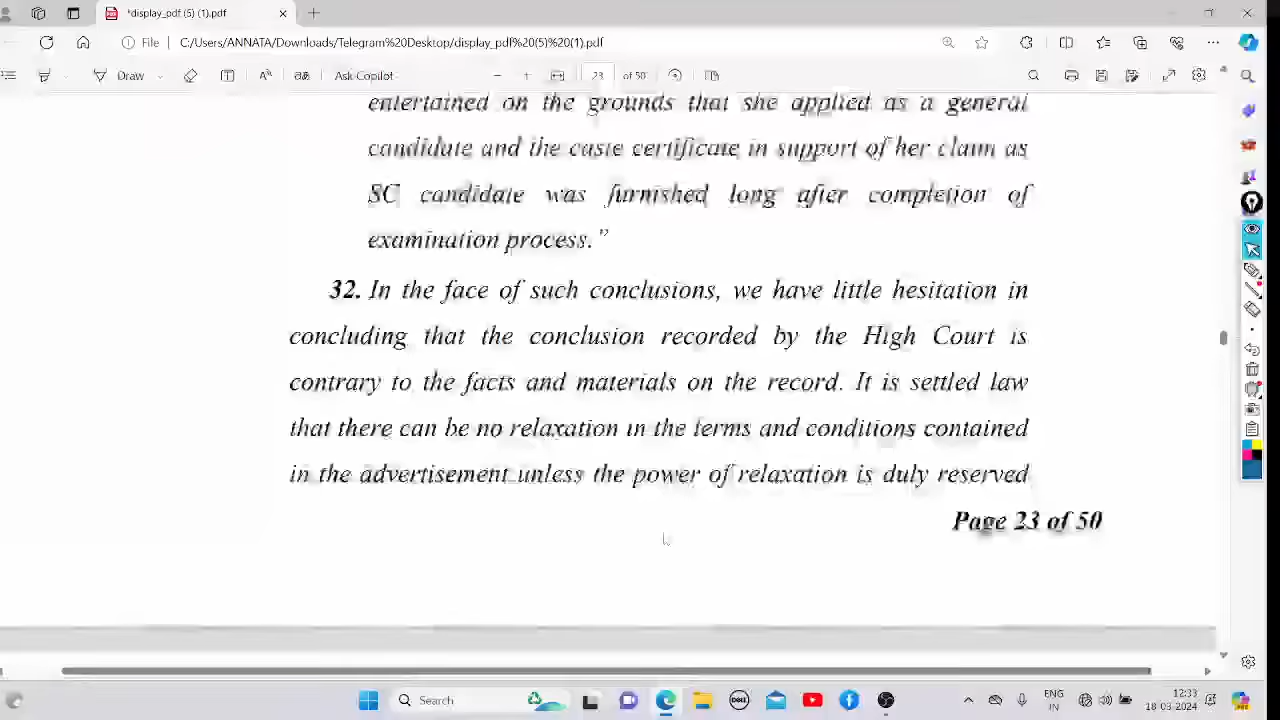 *display_pdf (5) (1).pdf
File C:/Users/ANNATA/Downloads/Telegram%20Desktop/display_pdf%20(5)%20(1).pdf
Draw Ask Copilot 23 of 50
entertained on the grounds that she applied as a general
candidate and the caste certificate in support of her claim as
SC candidate was furnished long after completion of
examination process.”
32. In the face of such conclusions, we have little hesitation in
concluding that the conclusion recorded by the High Court is
contrary to the facts and materials on the record. It is settled law
that there can be no relaxation in the terms and conditions contained
in the advertisement unless the power of relaxation is duly reserved
Page 23 of 50
Search
ENG
IN
12:33
18-03-2024